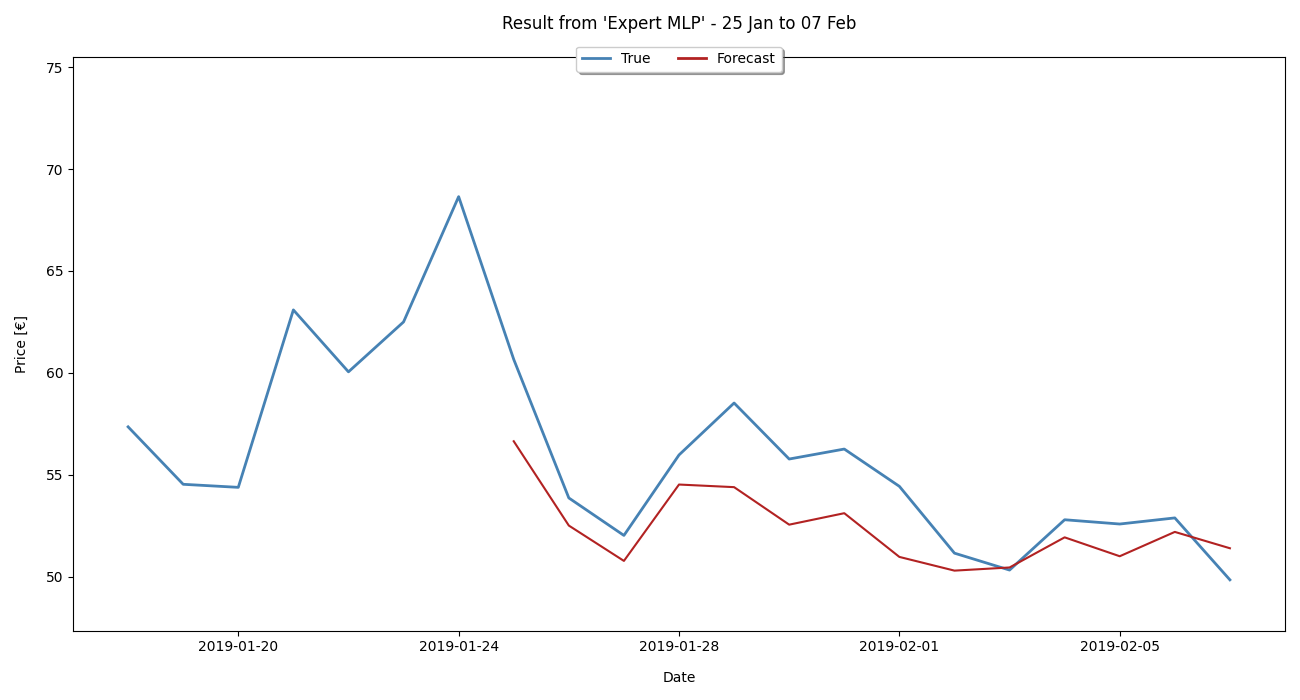 Result from 'Expert MLP' - 25 Jan to 07 Feb
True Forecast
75
70
65
60
55
50
Price [€]
2019-01-20 2019-01-24 2019-01-28 2019-02-01 2019-02-05
Date